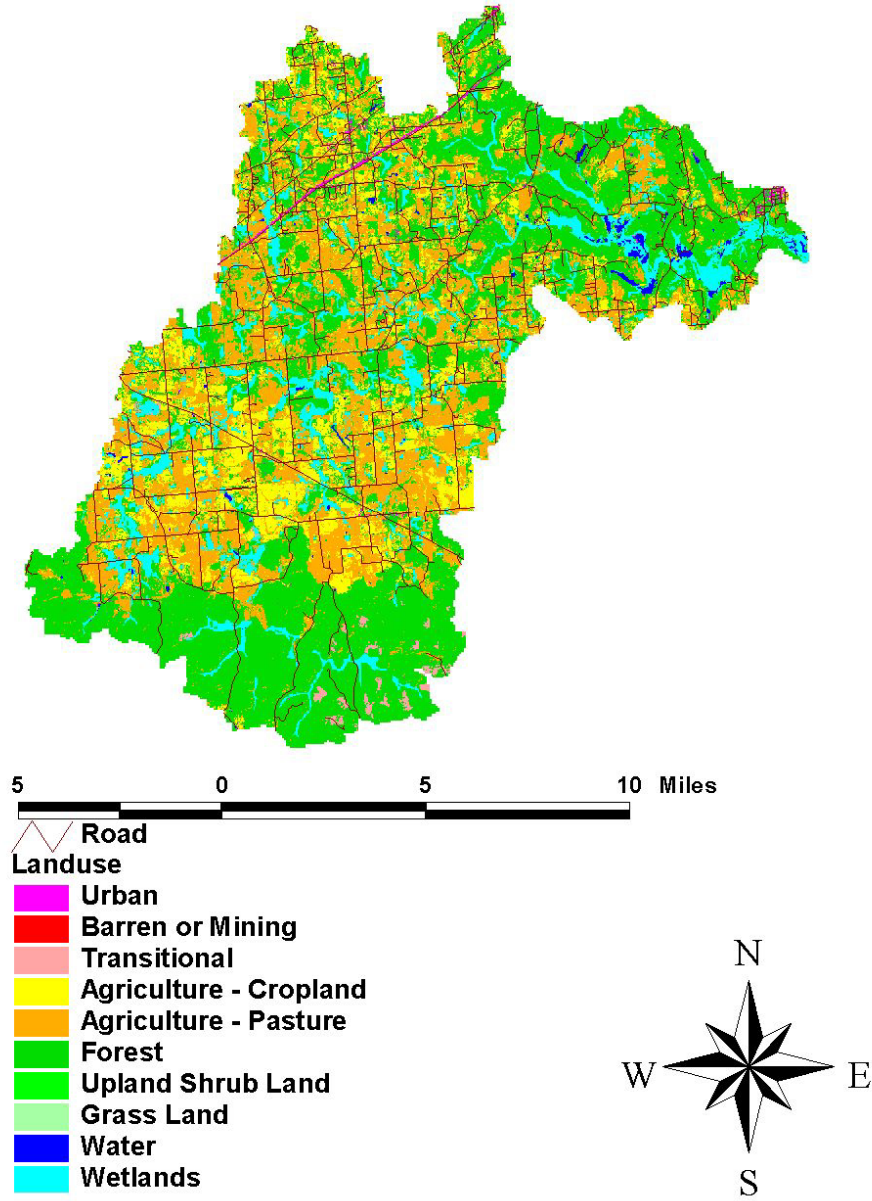 5 0 5 10 Miles
Road
Landuse
Urban
Barren or Mining
Transitional
Agriculture - Cropland
Agriculture - Pasture
Forest
Upland Shrub Land
Grass Land
Water
Wetlands
N
W E
S